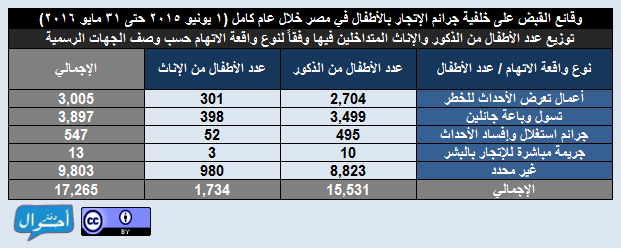 وقائع القبض على خلفية جرائم الإتجار بالأطفال في مصر خلال عام كامل (١ يونيو ٢٠١٥ حتى ٣١ مايو ٢٠١٦)
توزيع عدد الأطفال من الذكور والإناث المتداخلين فيها وفقاً لنوع واقعة الاتهام حسب وصف الجهات الرسمية
نوع واقعة الاتهام / عدد الأطفال عدد الأطفال من الذكور عدد الأطفال من الإناث الإجمالي
أعمال تعرض الأحداث للخطر 2,704 301 3,005
تسول وباعة جائلين 3,499 398 3,897
جرائم استغلال وإفساد الأحداث 495 52 547
جريمة مباشرة للإتجار بالبشر 10 3 13
غير محدد 8,823 980 9,803
الإجمالي 15,531 1,734 17,265
دفتر أحوال
CC BY